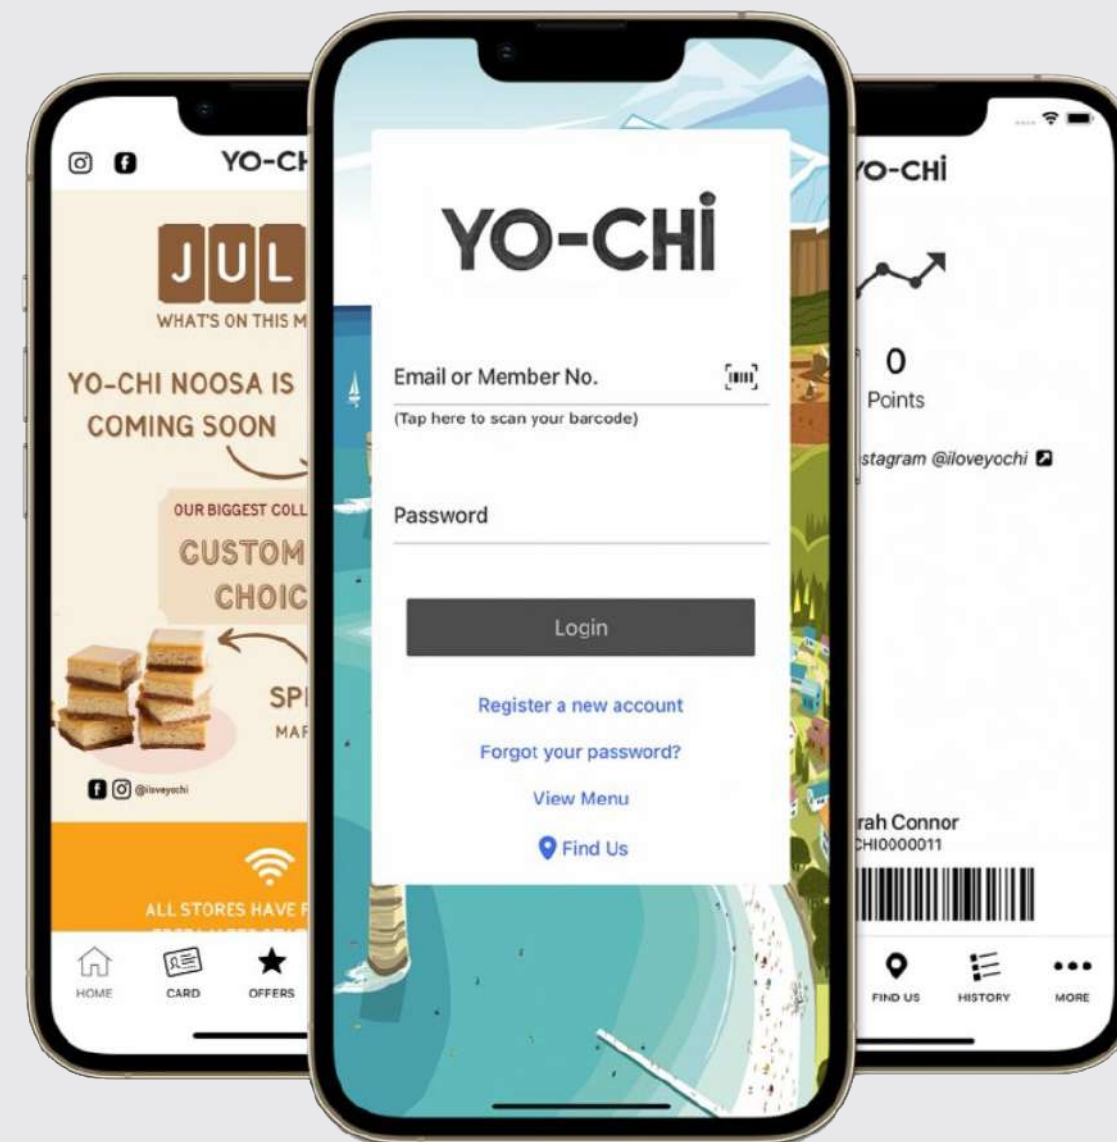 YO-CH
JUL
WHAT'S ON THIS M
YO-CHI NOOSA IS
COMING SOON
OUR BIGGEST COLL
CUSTOM
CHOIC
SPE
MAR
@iloveyochi
ALL STORES HAVE F
HOME
CARD
OFFERS
YO-CHI
Email or Member No.
(Tap here to scan your barcode)
Password
Login
Register a new account
Forgot your password?
View Menu
Find Us
YO-CHI
0
Points
stagram @iloveyochi
rah Connor
CHI0000011
FIND US
HISTORY
MORE